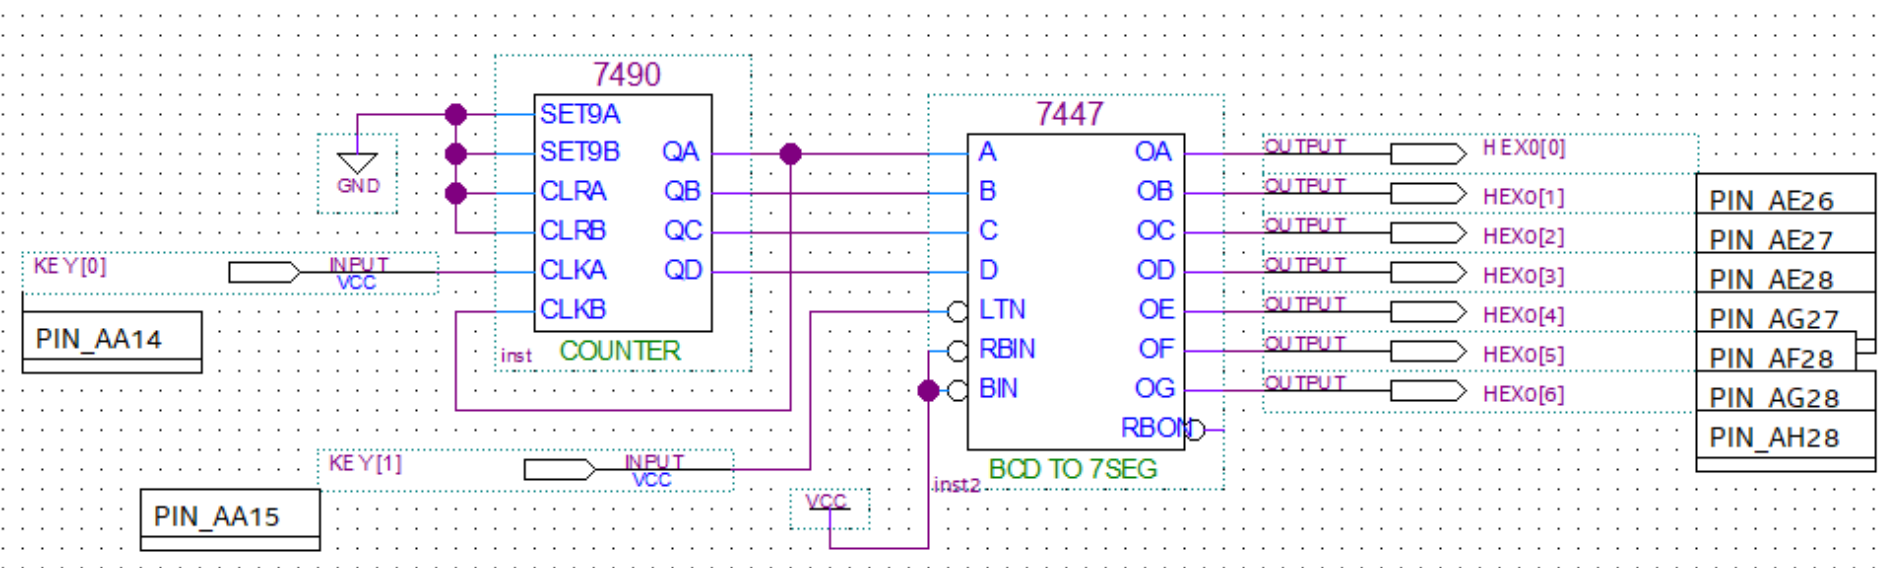 7490
SET9A
SET9B QA
CLRA QB
CLRB QC
CLKA QD
CLKB
inst COUNTER
GND
KEY[0] INPUT
VCC
PIN_AA14
KEY[1] INPUT
VCC
PIN_AA15
VCC
7447
A OA
B OB
C OC
D OD
LTN OE
RBIN OF
BIN OG
RBON
BCD TO 7SEG
inst2
OUTPUT HEX0[0]
OUTPUT HEX0[1]
OUTPUT HEX0[2]
OUTPUT HEX0[3]
OUTPUT HEX0[4]
OUTPUT HEX0[5]
OUTPUT HEX0[6]
PIN_AE26
PIN_AE27
PIN_AE28
PIN_AG27
PIN_AF28
PIN_AG28
PIN_AH28